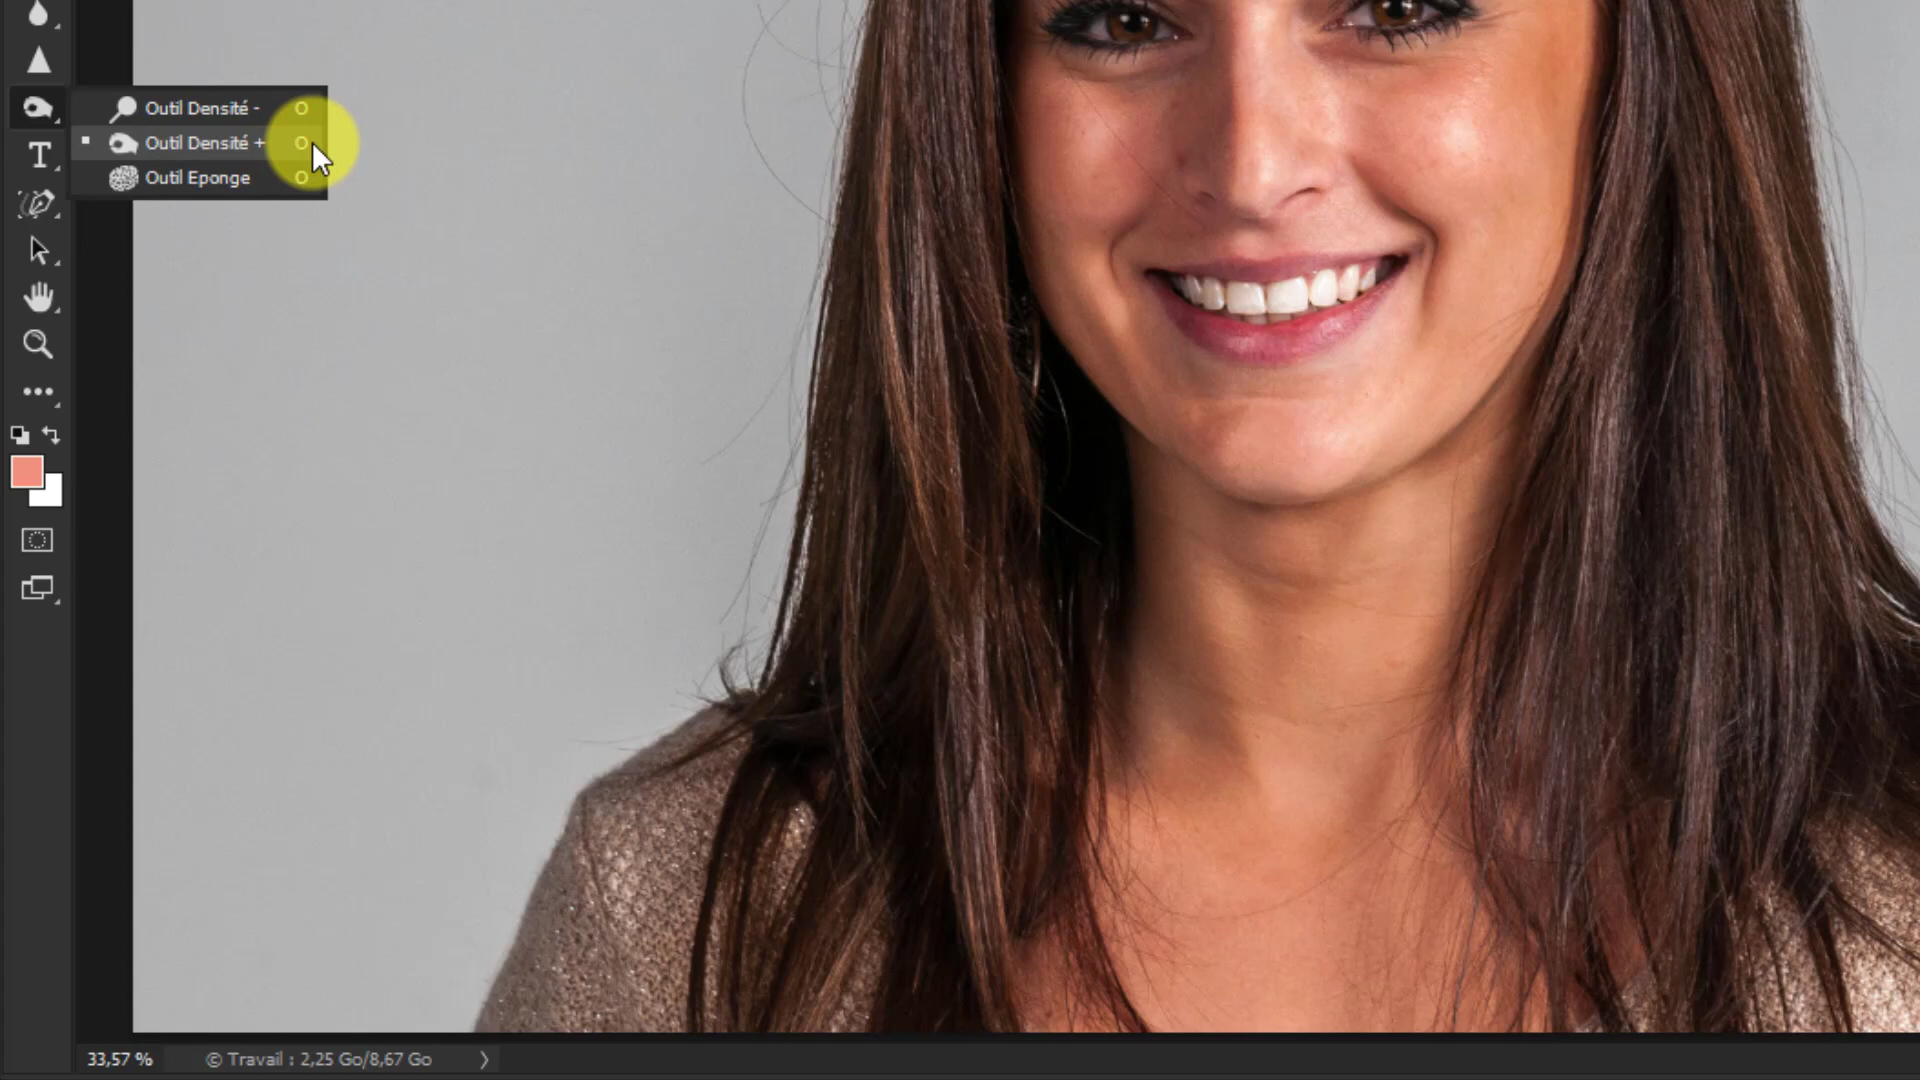 Outil Densité - O
Outil Densité + O
Outil Eponge O
33,57 % © Travail : 2,25 Go/8,67 Go